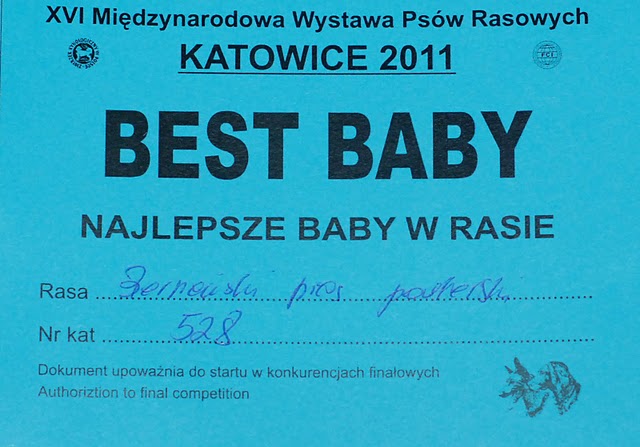 XVI Międzynarodowa Wystawa Psów Rasowych
KATOWICE 2011
FCI
BEST BABY
NAJLEPSZE BABY W RASIE
Rasa Berneński pies pasterski
Nr kat 528
Dokument upoważnia do startu w konkurencjach finałowych
Authoriztion to final competition